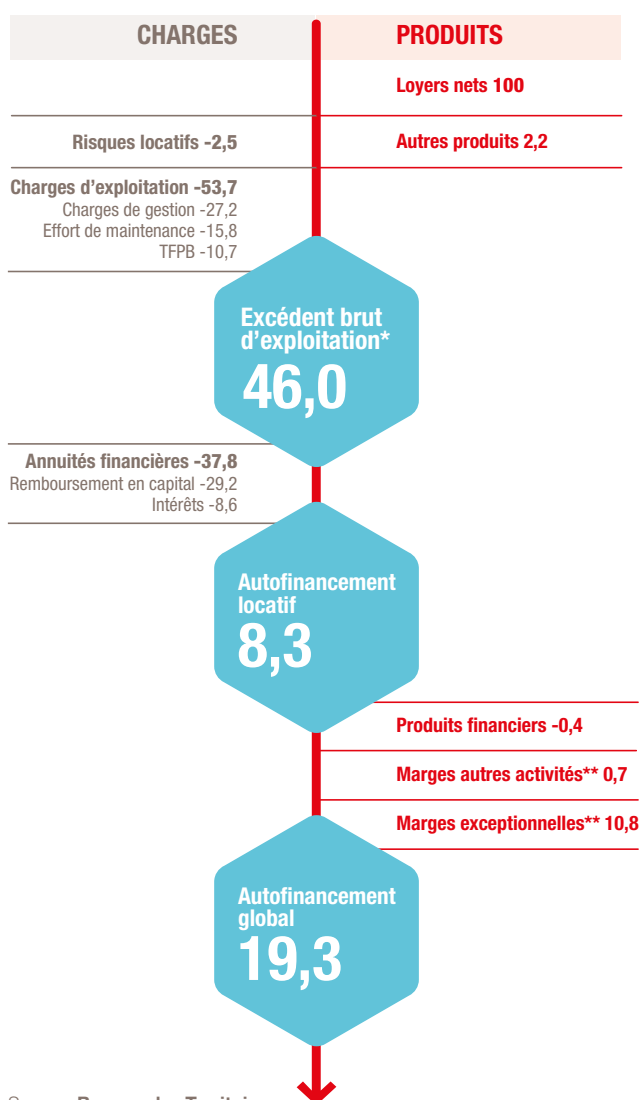 CHARGES
PRODUITS
Loyers nets 100
Risques locatifs -2,5
Autres produits 2,2
Charges d'exploitation -53,7
Charges de gestion -27,2
Effort de maintenance -15,8
TFPB -10,7
Excédent brut
d'exploitation*
46,0
Annuités financières -37,8
Remboursement en capital -29,2
Intérêts -8,6
Autofinancement
locatif
8,3
Produits financiers -0,4
Marges autres activités** 0,7
Marges exceptionnelles** 10,8
Autofinancement
global
19,3